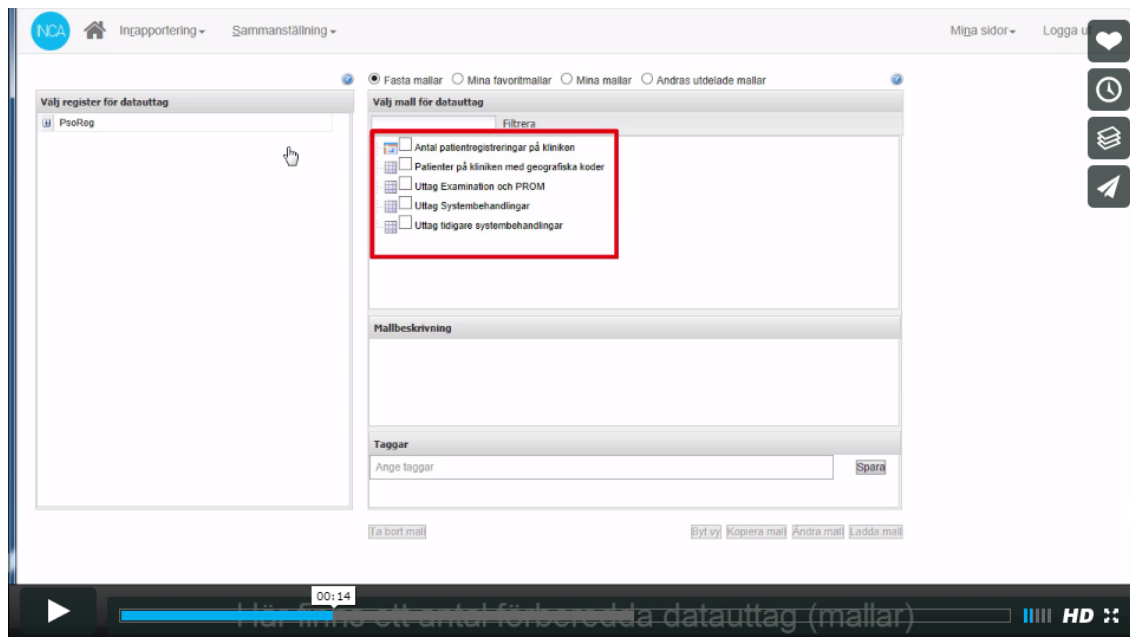 INCA
Inrapportering
Sammanställning
Mina sidor
Logga u
Fasta mallar
Mina favoritmallar
Mina mallar
Andras utdelade mallar
Välj register för datauttag
PsoReg
Välj mall för datauttag
Filtrera
Antal patientregistreringar på kliniken
Patienter på kliniken med geografiska koder
Uttag Examination och PROM
Uttag Systembehandlingar
Uttag tidigare systembehandlingar
Mallbeskrivning
Taggar
Ange taggar
Spara
Ta bort mall
Byt vy
Kopiera mall
Ändra mall
Ladda mall
00:14
Här finns ett antal förberedda datauttag (mallar)
HD